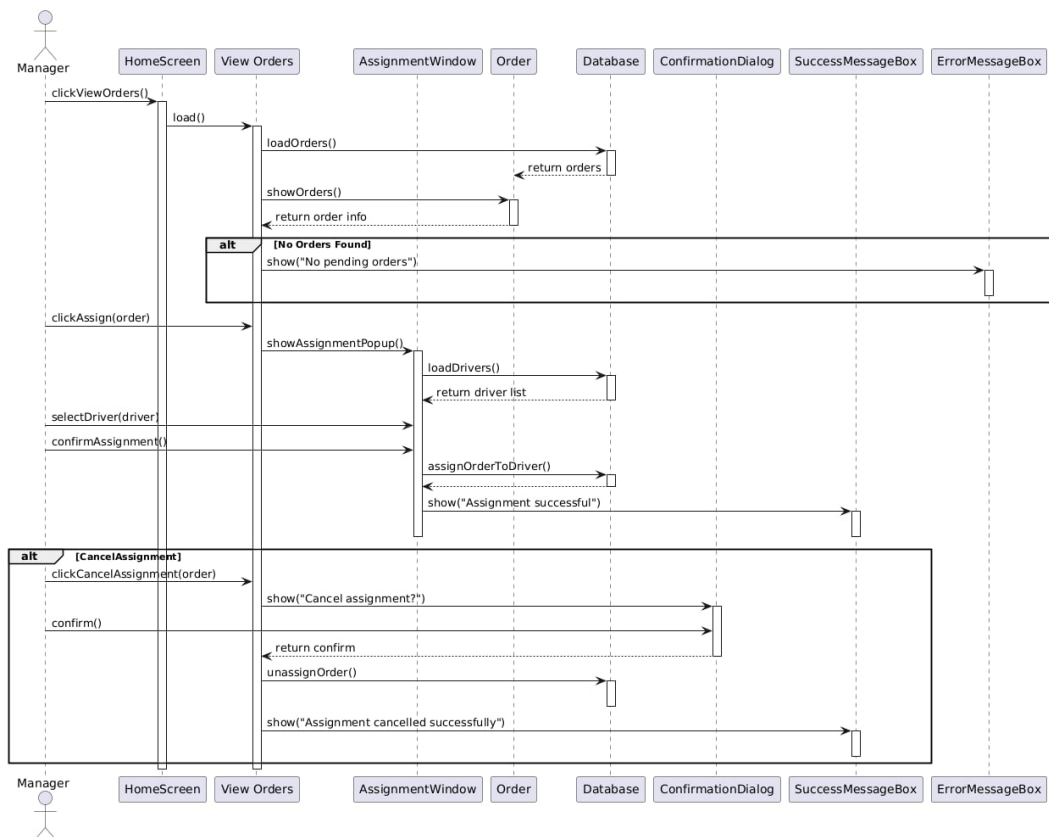 Manager
HomeScreen
View Orders
AssignmentWindow
Order
Database
ConfirmationDialog
SuccessMessageBox
ErrorMessageBox
clickViewOrders()
load()
loadOrders()
return orders
showOrders()
return order info
alt
[No Orders Found]
show("No pending orders")
clickAssign(order)
showAssignmentPopup()
loadDrivers()
return driver list
selectDriver(driver)
confirmAssignment()
assignOrderToDriver()
show("Assignment successful")
alt
[CancelAssignment]
clickCancelAssignment(order)
show("Cancel assignment?")
confirm()
return confirm
unassignOrder()
show("Assignment cancelled successfully")
Manager
HomeScreen
View Orders
AssignmentWindow
Order
Database
ConfirmationDialog
SuccessMessageBox
ErrorMessageBox